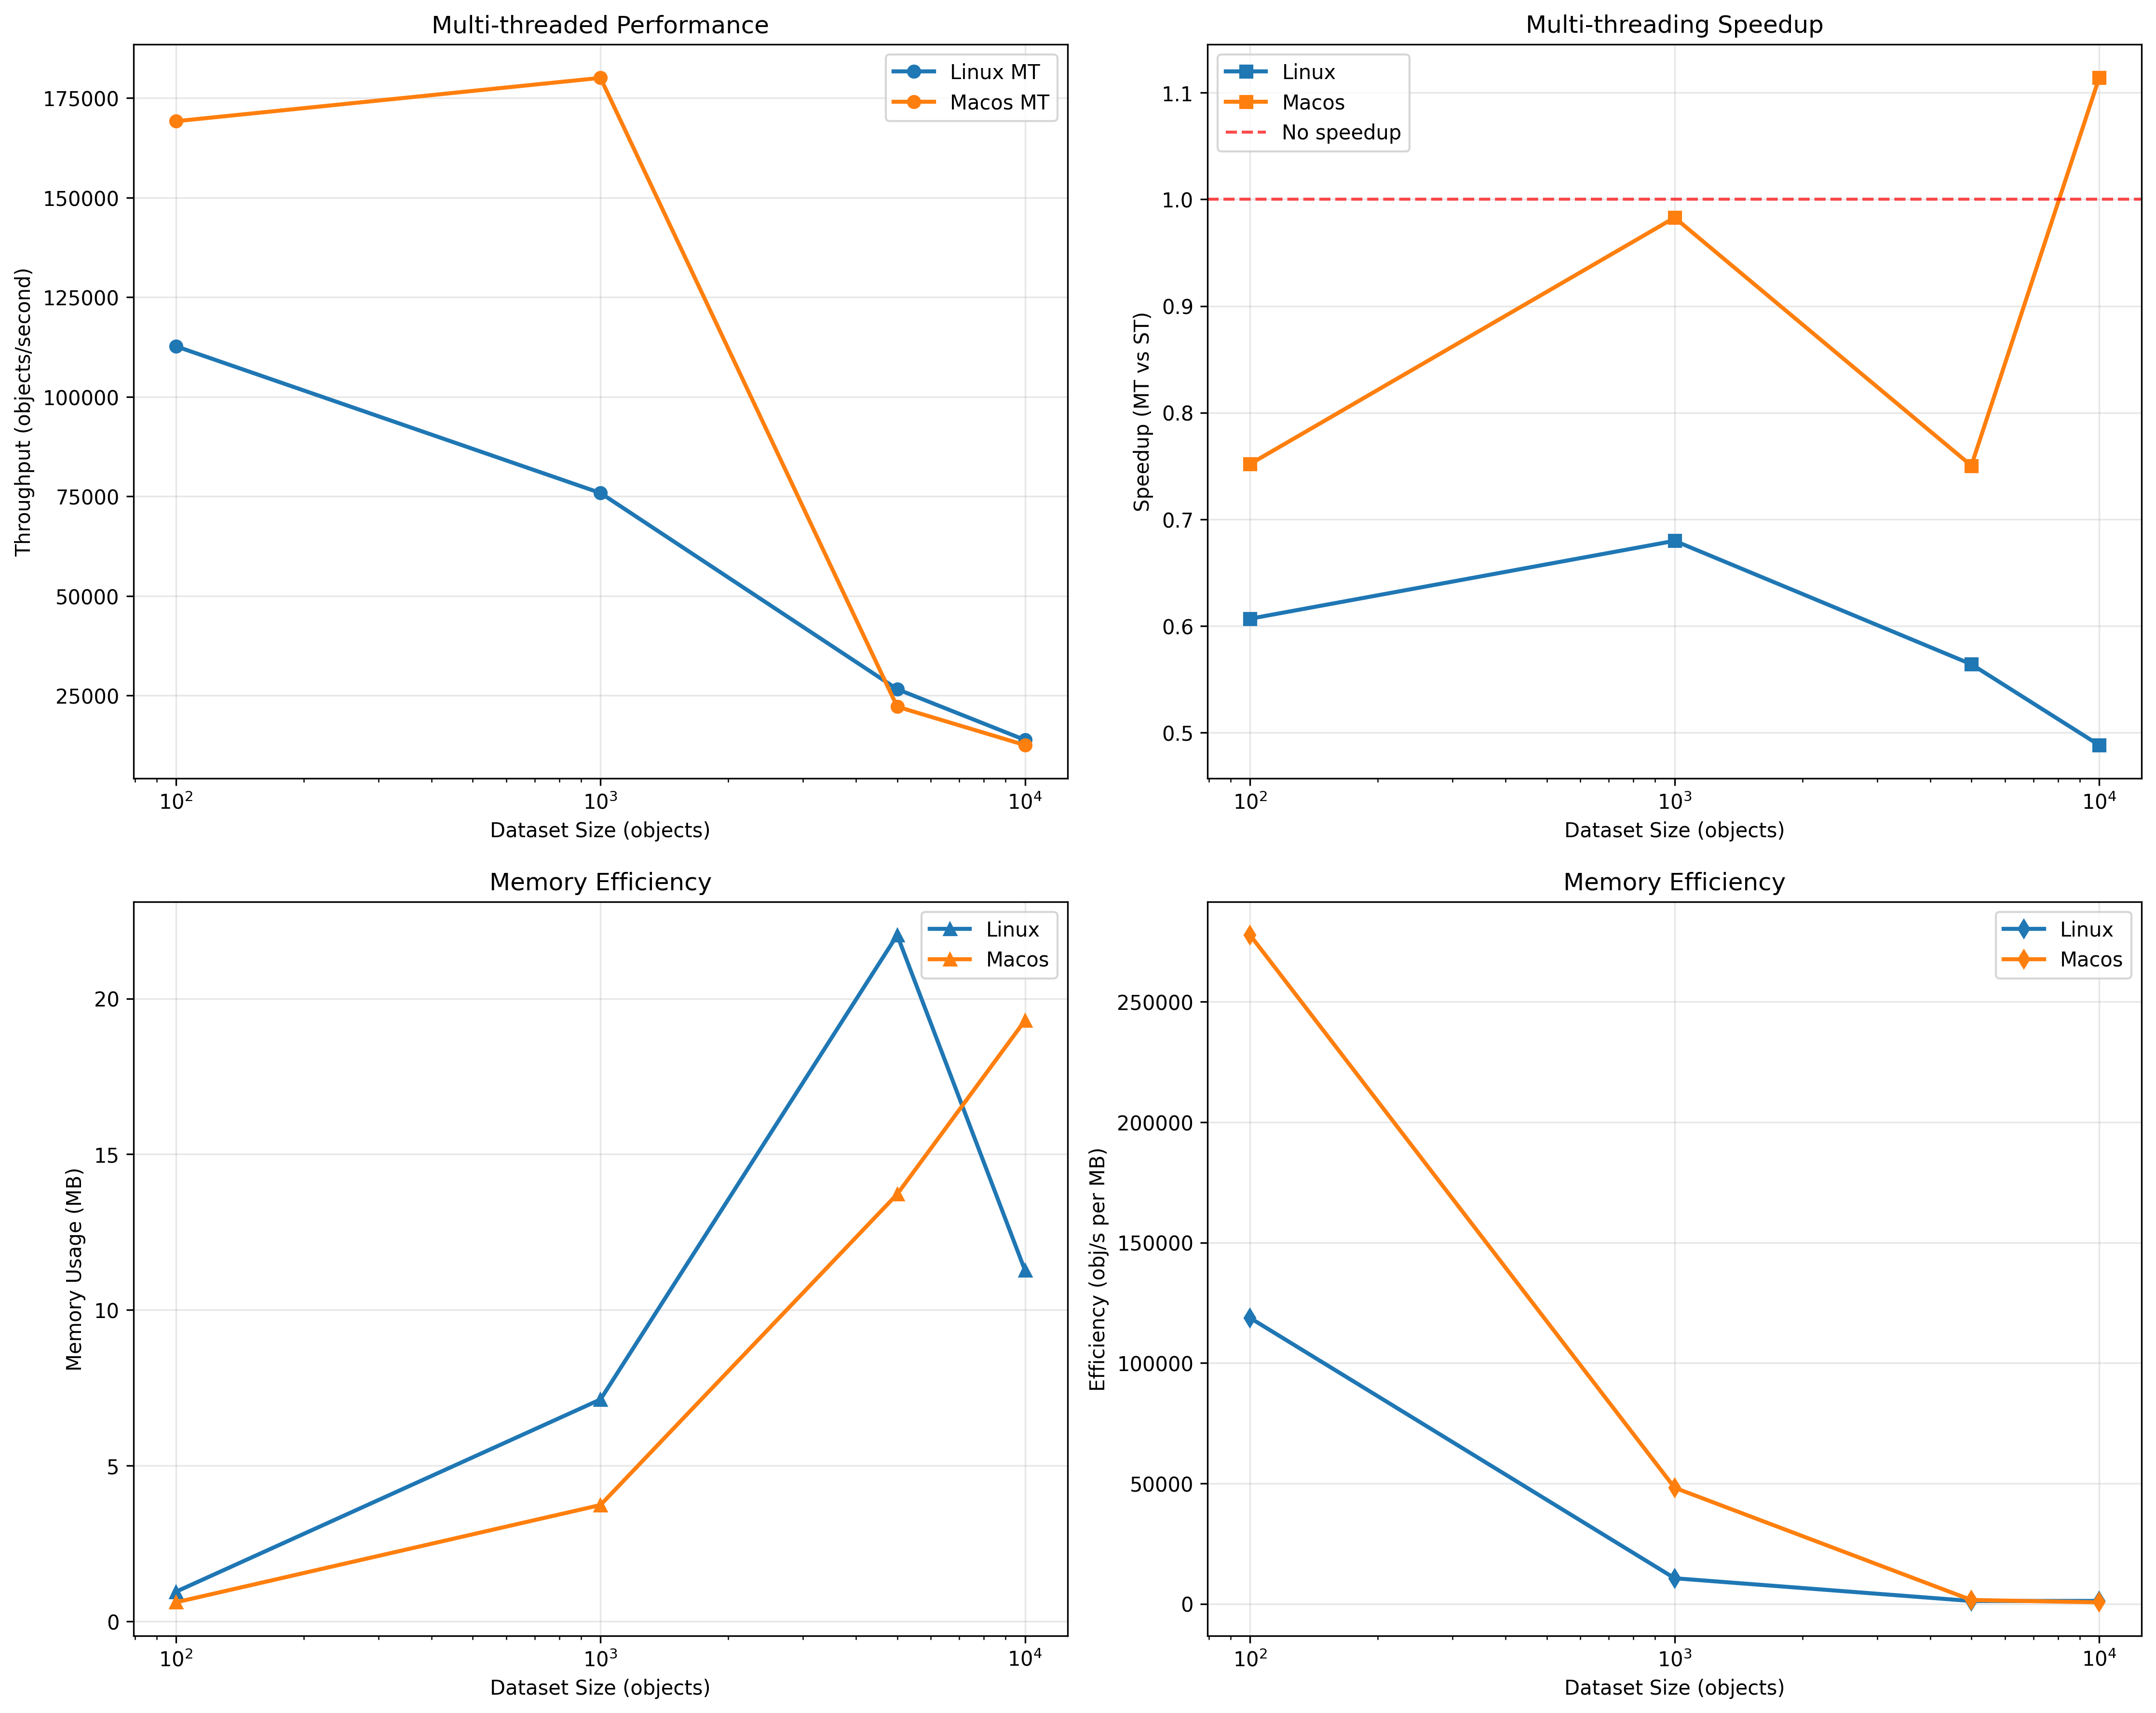 Multi-threaded Performance
Throughput (objects/second)
175000
150000
125000
100000
75000
50000
25000
10²
10³
10⁴
Dataset Size (objects)
Linux MT
Macos MT
Multi-threading Speedup
Speedup (MT vs ST)
1.1
1.0
0.9
0.8
0.7
0.6
0.5
10²
10³
10⁴
Dataset Size (objects)
Linux
Macos
No speedup
Memory Efficiency
Memory Usage (MB)
20
15
10
5
0
10²
10³
10⁴
Dataset Size (objects)
Linux
Macos
Memory Efficiency
Efficiency (obj/s per MB)
250000
200000
150000
100000
50000
0
10²
10³
10⁴
Dataset Size (objects)
Linux
Macos